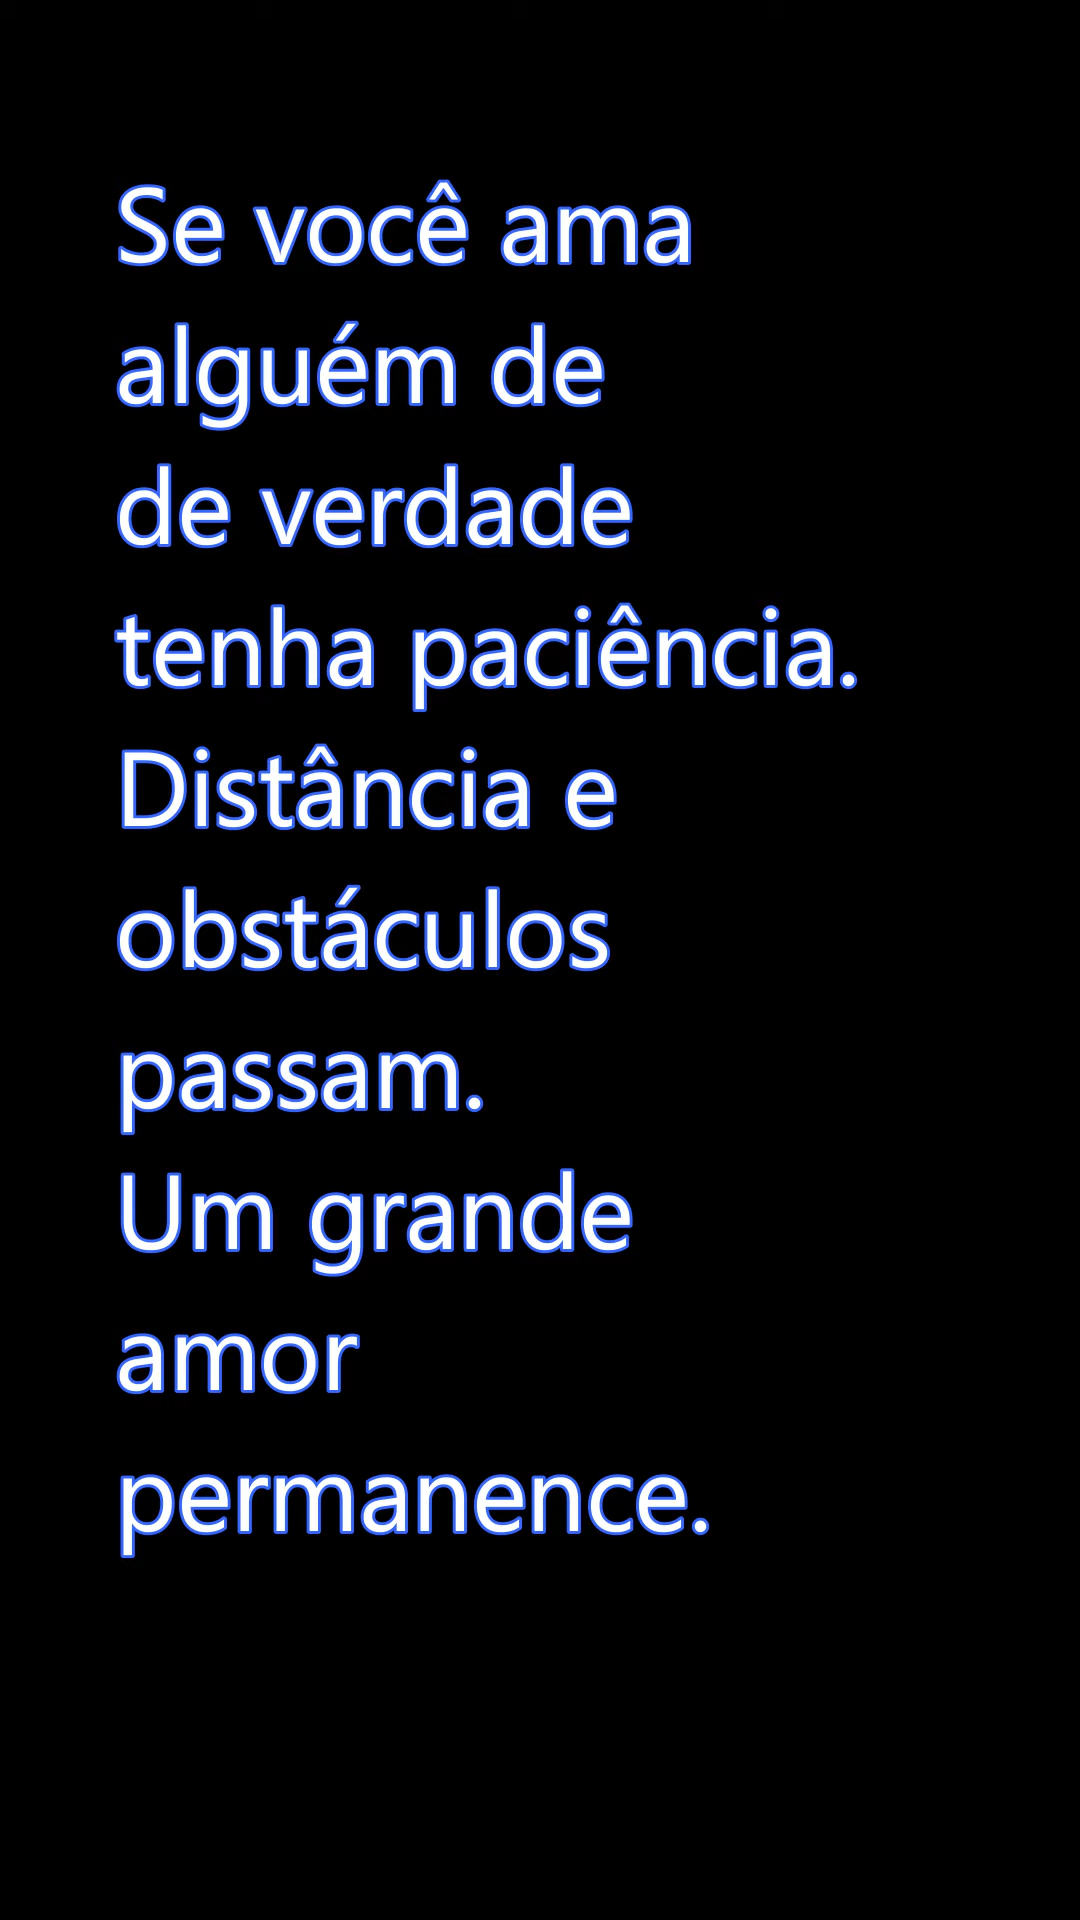 Se você ama
alguém de
de verdade
tenha paciência.
Distância e
obstáculos
passam.
Um grande
amor
permanence.